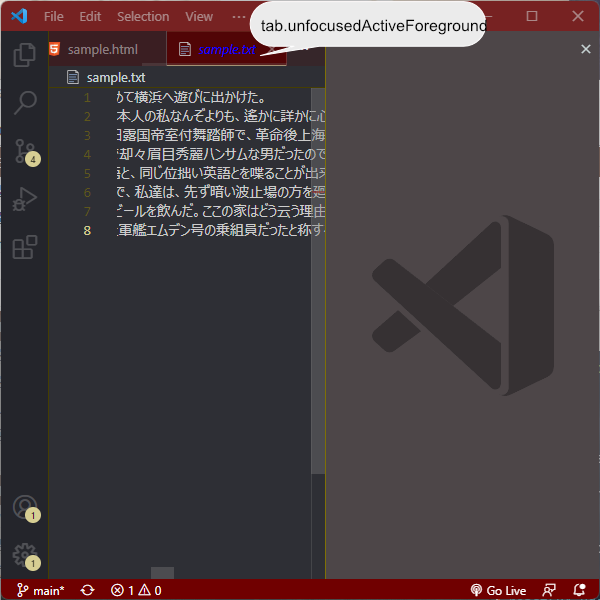 File Edit Selection View ...
tab.unfocusedActiveForeground
sample.html
sample.txt
sample.txt
1 めて横浜へ遊びに出かけた。
2 本人の私なんぞよりも、遙かに詳かに心
3 旧露国帝室付舞踏師で、革命後上海
4 却々眉目秀麗ハンサムな男だったので
5 語と、同じ位拙い英語とを喋ることが出来
6 で、私達は、先ず暗い波止場の方を廻
7 ビールを飲んだ。ここの家はどう云う理由
8 軍艦エムデン号の乗組員だったと称す
4
1
1
main* 1 0 Go Live